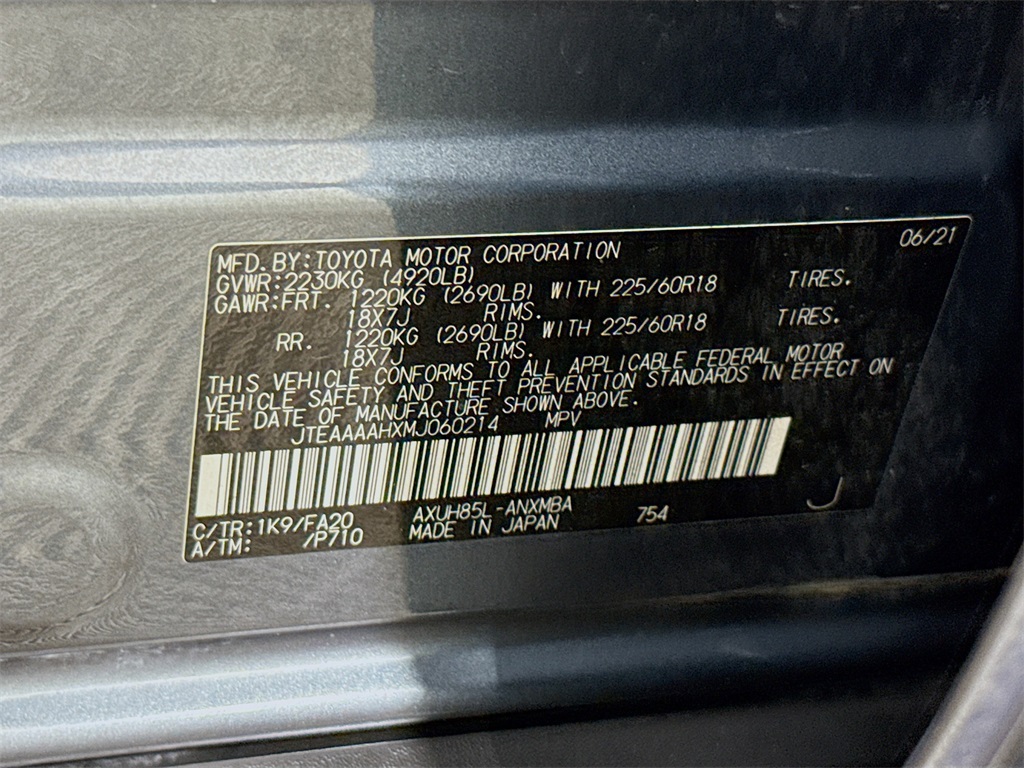 MFD. BY: TOYOTA MOTOR CORPORATION 06/21
GVWR: 2230KG (4920LB)
GAWR: FRT. 1220KG (2690LB) WITH 225/60R18 TIRES.
18X7J RIMS.
RR. 1220KG (2690LB) WITH 225/60R18 TIRES.
18X7J RIMS.
THIS VEHICLE CONFORMS TO ALL APPLICABLE FEDERAL MOTOR
VEHICLE SAFETY AND THEFT PREVENTION STANDARDS IN EFFECT ON
THE DATE OF MANUFACTURE SHOWN ABOVE.
JTEAAAAHXMJ060214 MPV
C/TR: 1K9/FA20 AXUH85L-ANXMBA 754 J
A/TM: /P710 MADE IN JAPAN